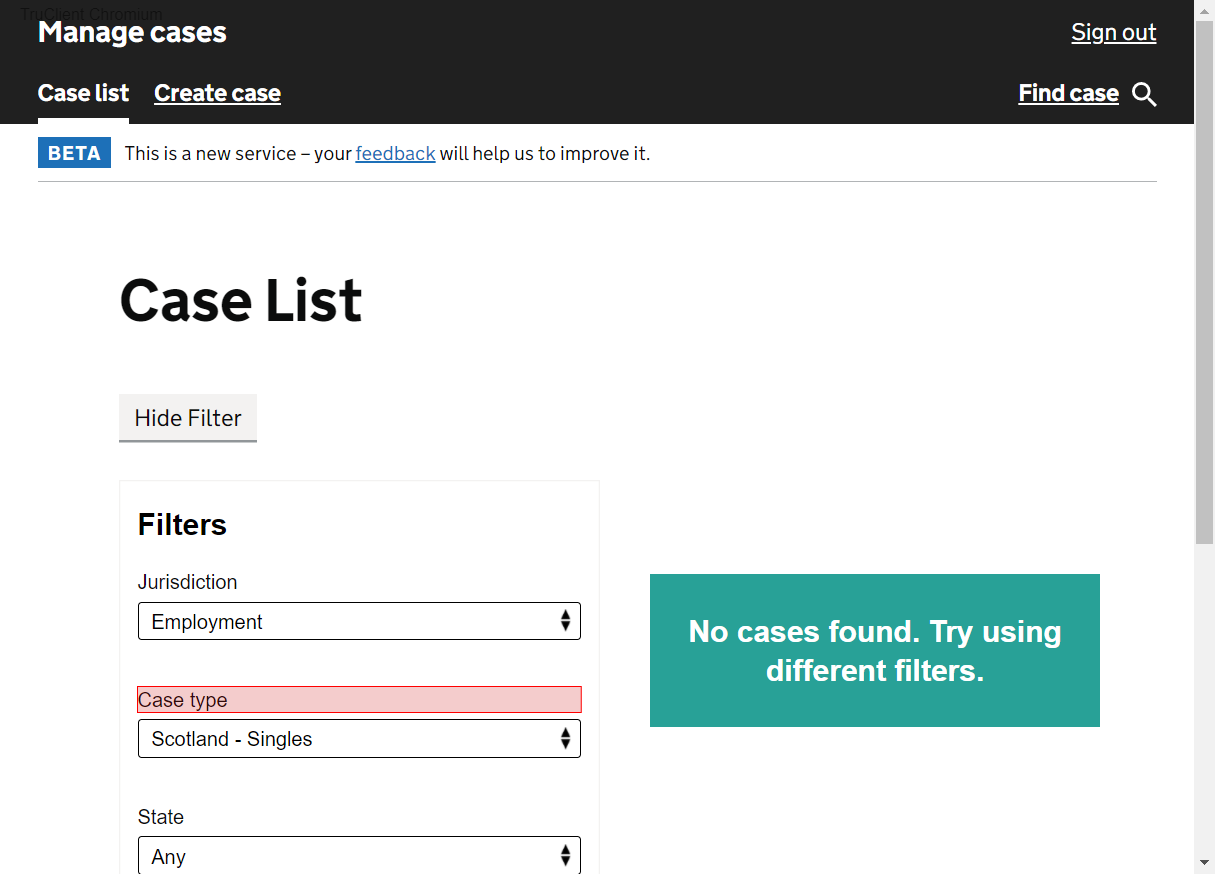 TruClient Chromium
Manage cases
Sign out
Case list Create case
Find case
BETA This is a new service – your feedback will help us to improve it.
Case List
Hide Filter
Filters
Jurisdiction
Employment
No cases found. Try using
different filters.
Case type
Scotland - Singles
State
Any